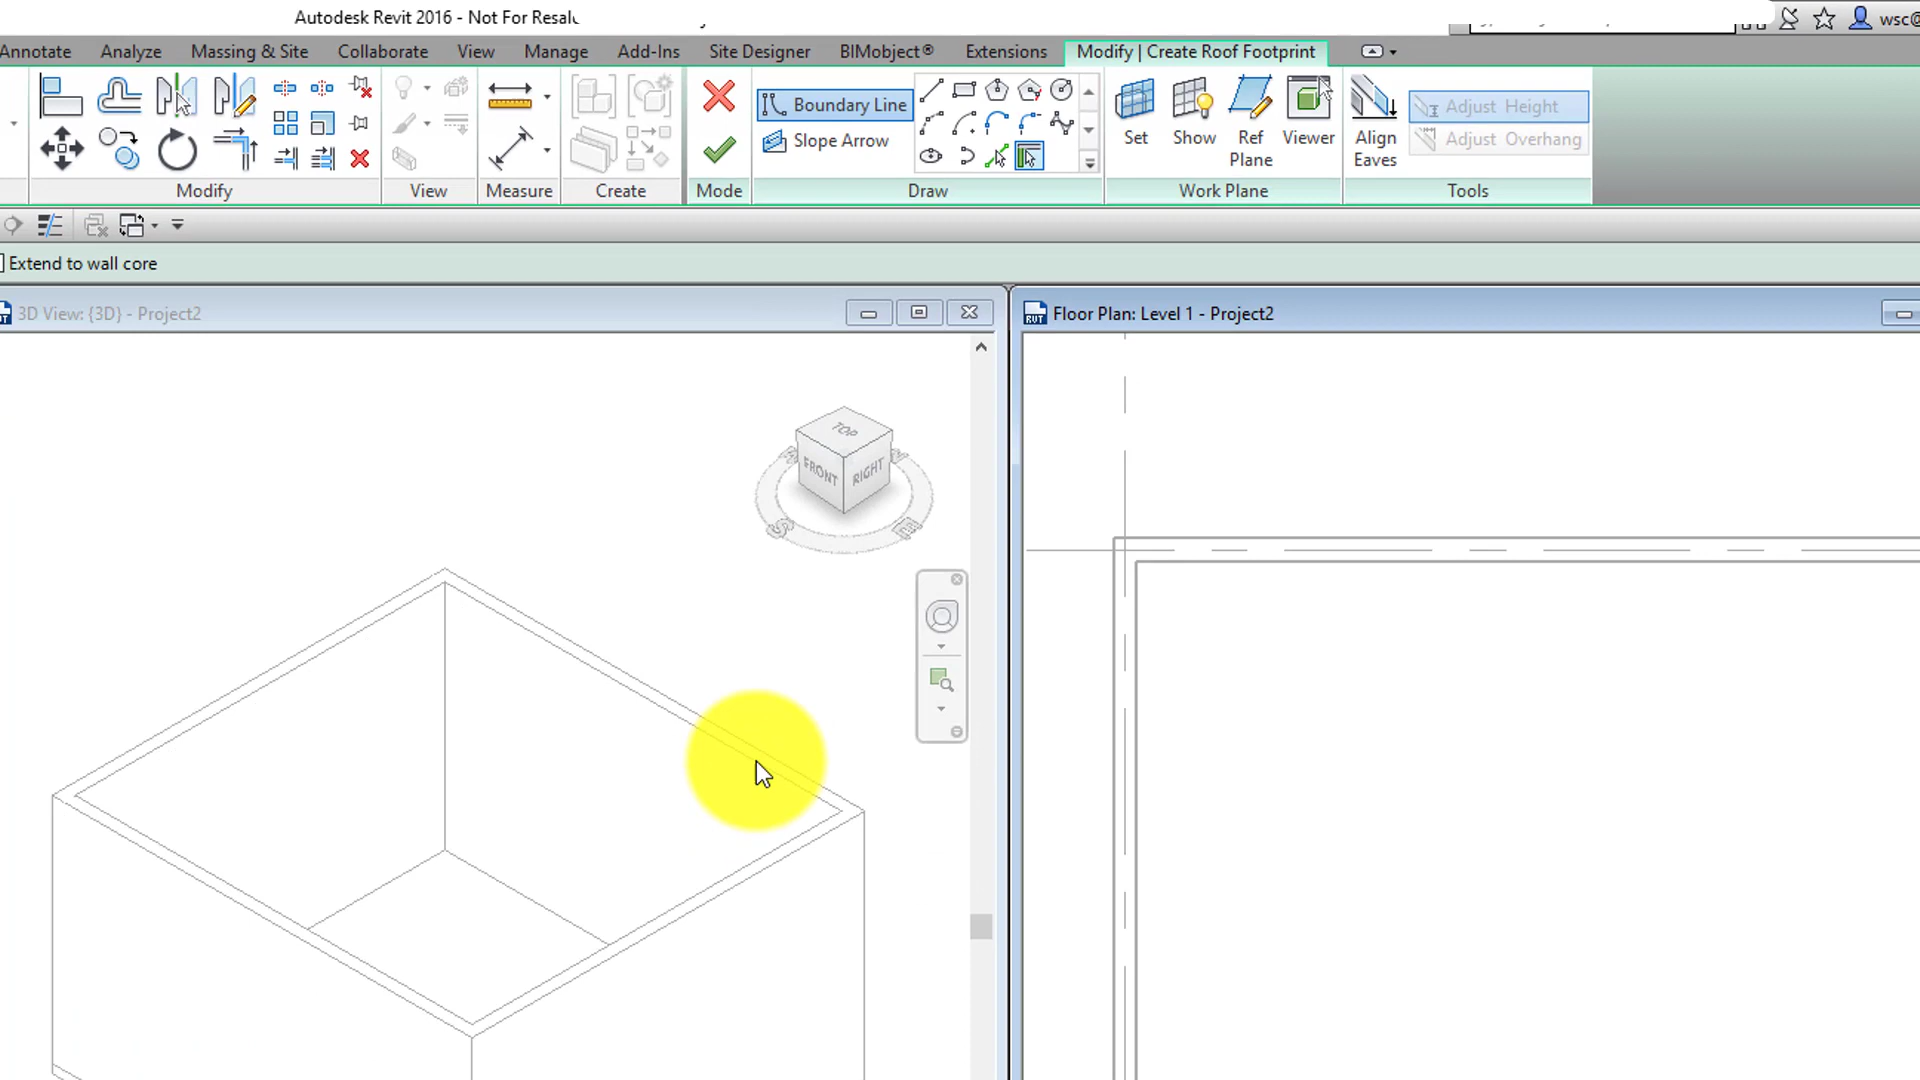 Autodesk Revit 2016 - Not For Resale
wsc@
Annotate Analyze Massing & Site Collaborate View Manage Add-Ins Site Designer BIMobject® Extensions Modify | Create Roof Footprint
Boundary Line
Slope Arrow
Set Show Ref Plane Viewer
Align Eaves
Adjust Height
Adjust Overhang
Modify View Measure Create Mode Draw Work Plane Tools
Extend to wall core
3D View: {3D} - Project2
Floor Plan: Level 1 - Project2
TOP
FRONT RIGHT
S E